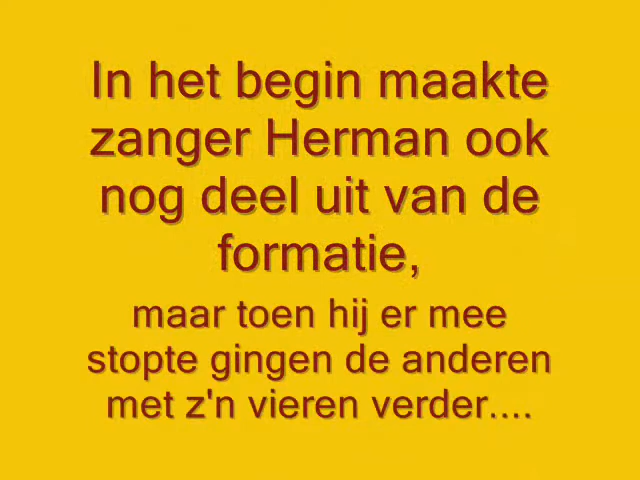 In het begin maakte
zanger Herman ook
nog deel uit van de
formatie,
maar toen hij er mee
stopte gingen de anderen
met z'n vieren verder....